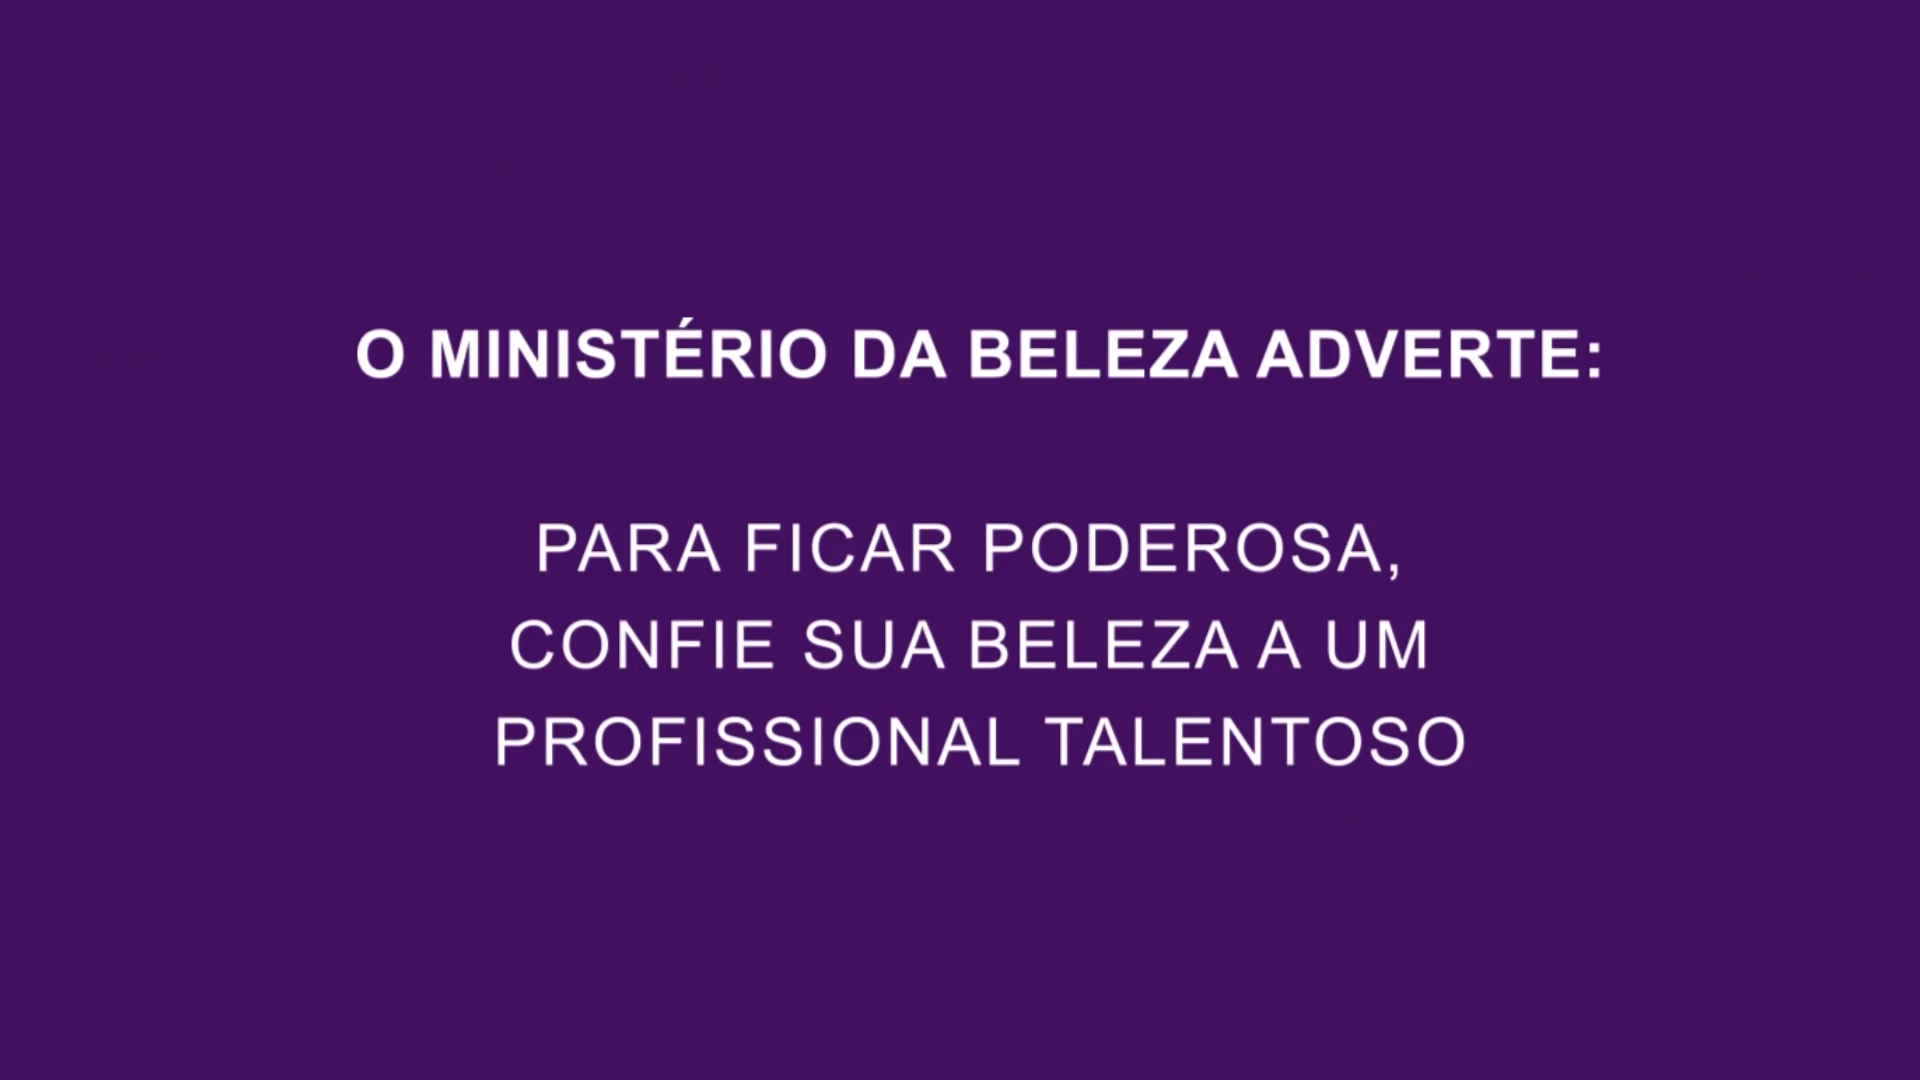 O MINISTÉRIO DA BELEZA ADVERTE:
PARA FICAR PODEROSA,
CONFIE SUA BELEZA A UM
PROFISSIONAL TALENTOSO